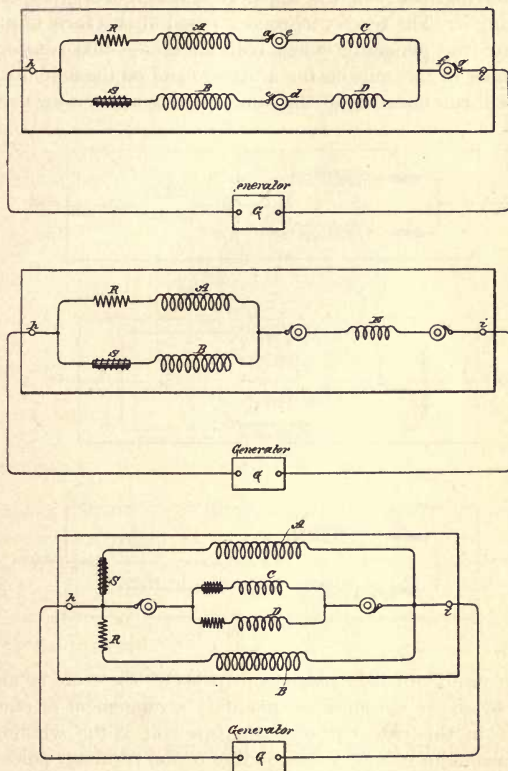 R A a e C
h f g i
S B c d D
enerator
G
R A
h E i
S B
Generator
G
A
S C
h D i
R
B
Generator
G